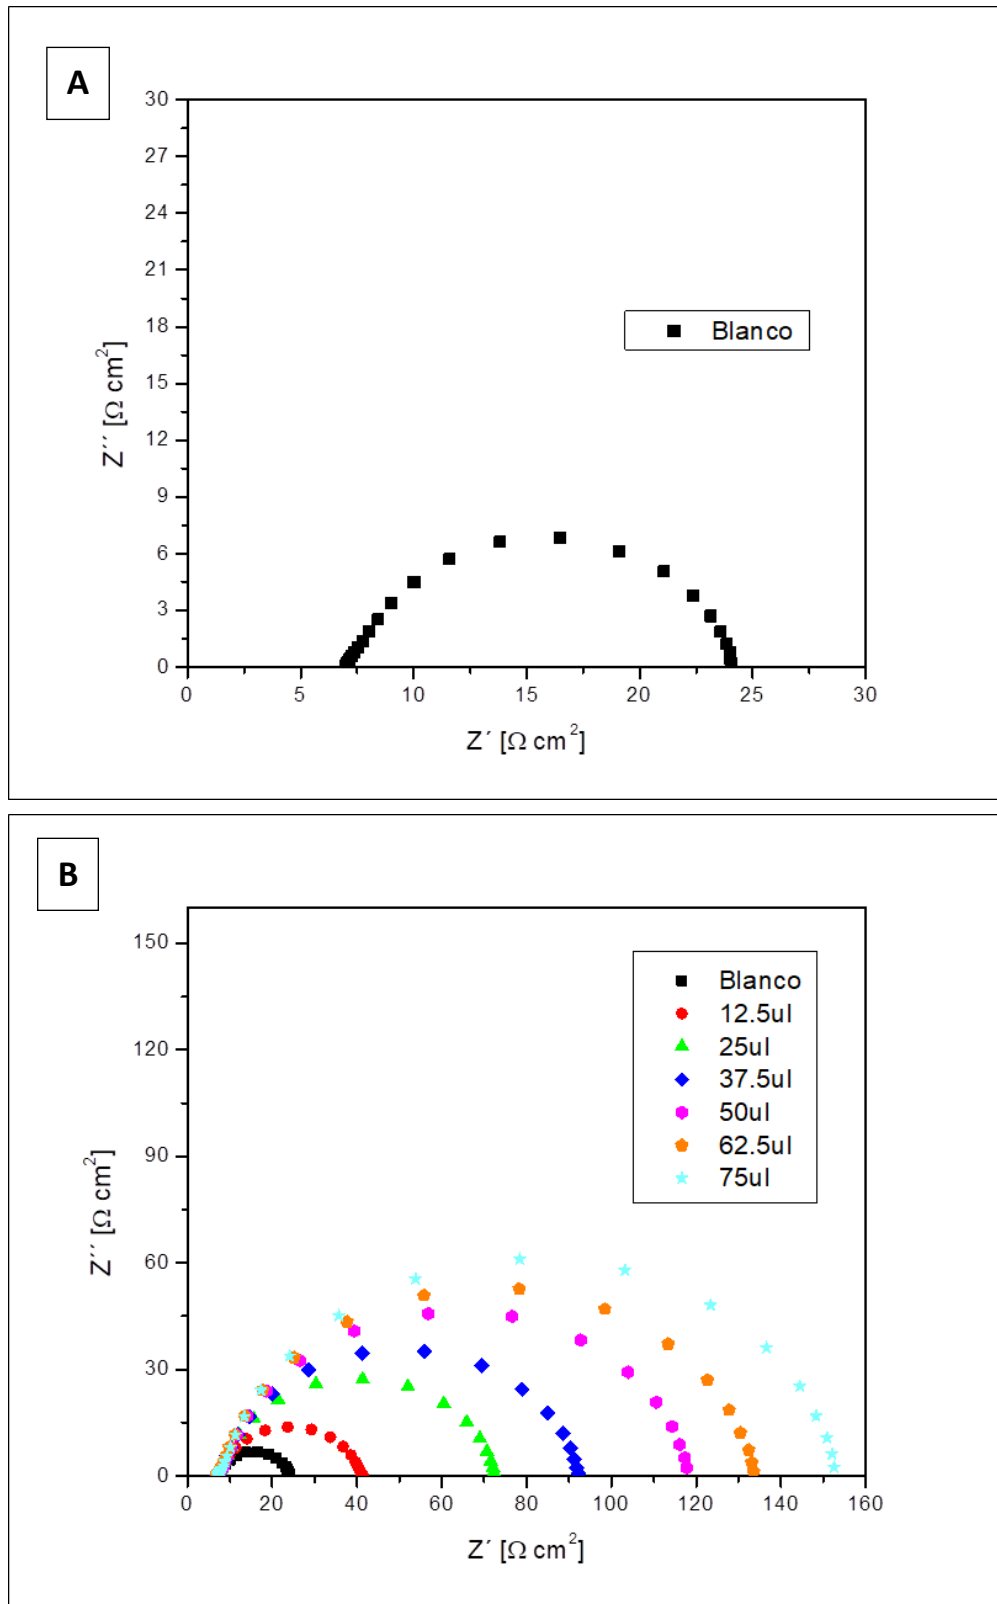 A
30
27
24
21
18
15
12
9
6
3
0
Z´´ [Ω cm²]
Blanco
0 5 10 15 20 25 30
Z´ [Ω cm²]
B
150
120
90
60
30
0
Z´´ [Ω cm²]
Blanco
12.5ul
25ul
37.5ul
50ul
62.5ul
75ul
0 20 40 60 80 100 120 140 160
Z´ [Ω cm²]